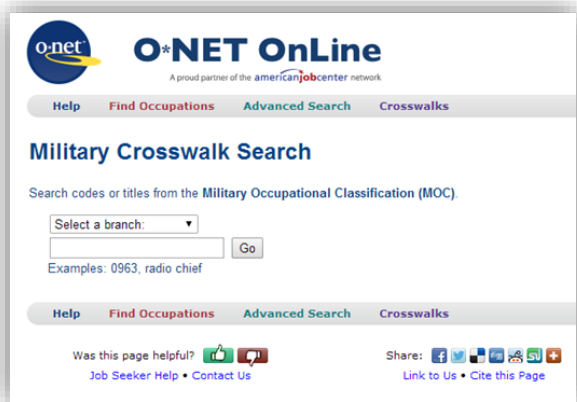 o·net
O*NET OnLine
A proud partner of the americanjobcenter network
Help Find Occupations Advanced Search Crosswalks
Military Crosswalk Search
Search codes or titles from the Military Occupational Classification (MOC).
Select a branch:
Go
Examples: 0963, radio chief
Help Find Occupations Advanced Search Crosswalks
Was this page helpful? Share:
Job Seeker Help • Contact Us Link to Us • Cite this Page